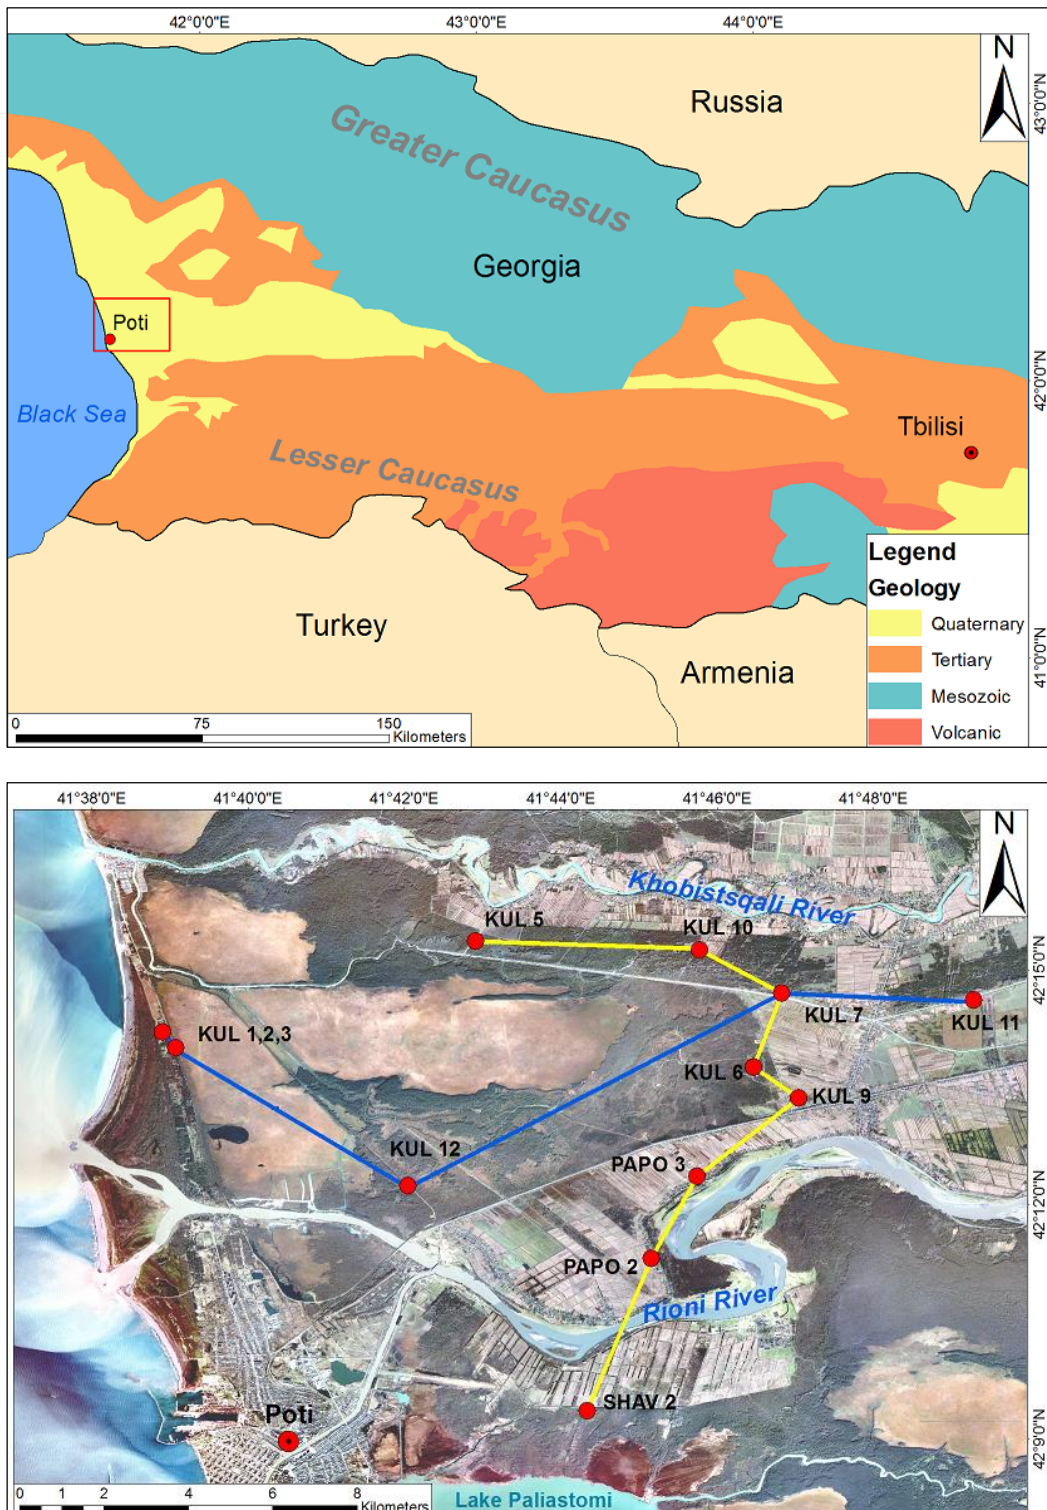 42°0'0"E 43°0'0"E 44°0'0"E
N
Russia
43°0'0"N
Greater Caucasus
Georgia
Poti
42°0'0"N
Black Sea
Tbilisi
Lesser Caucasus
Legend
Geology
Quaternary
Tertiary
Mesozoic
Volcanic
Turkey
Armenia
41°0'0"N
0 75 150
Kilometers
41°38'0"E 41°40'0"E 41°42'0"E 41°44'0"E 41°46'0"E 41°48'0"E
N
Khobistsqali River
KUL 5
KUL 10
42°15'0"N
KUL 7
KUL 11
KUL 1,2,3
KUL 6
KUL 9
KUL 12
PAPO 3
42°12'0"N
PAPO 2
Rioni River
SHAV 2
Poti
42°9'0"N
0 1 2 4 6 8
Kilometers
Lake Paliastomi